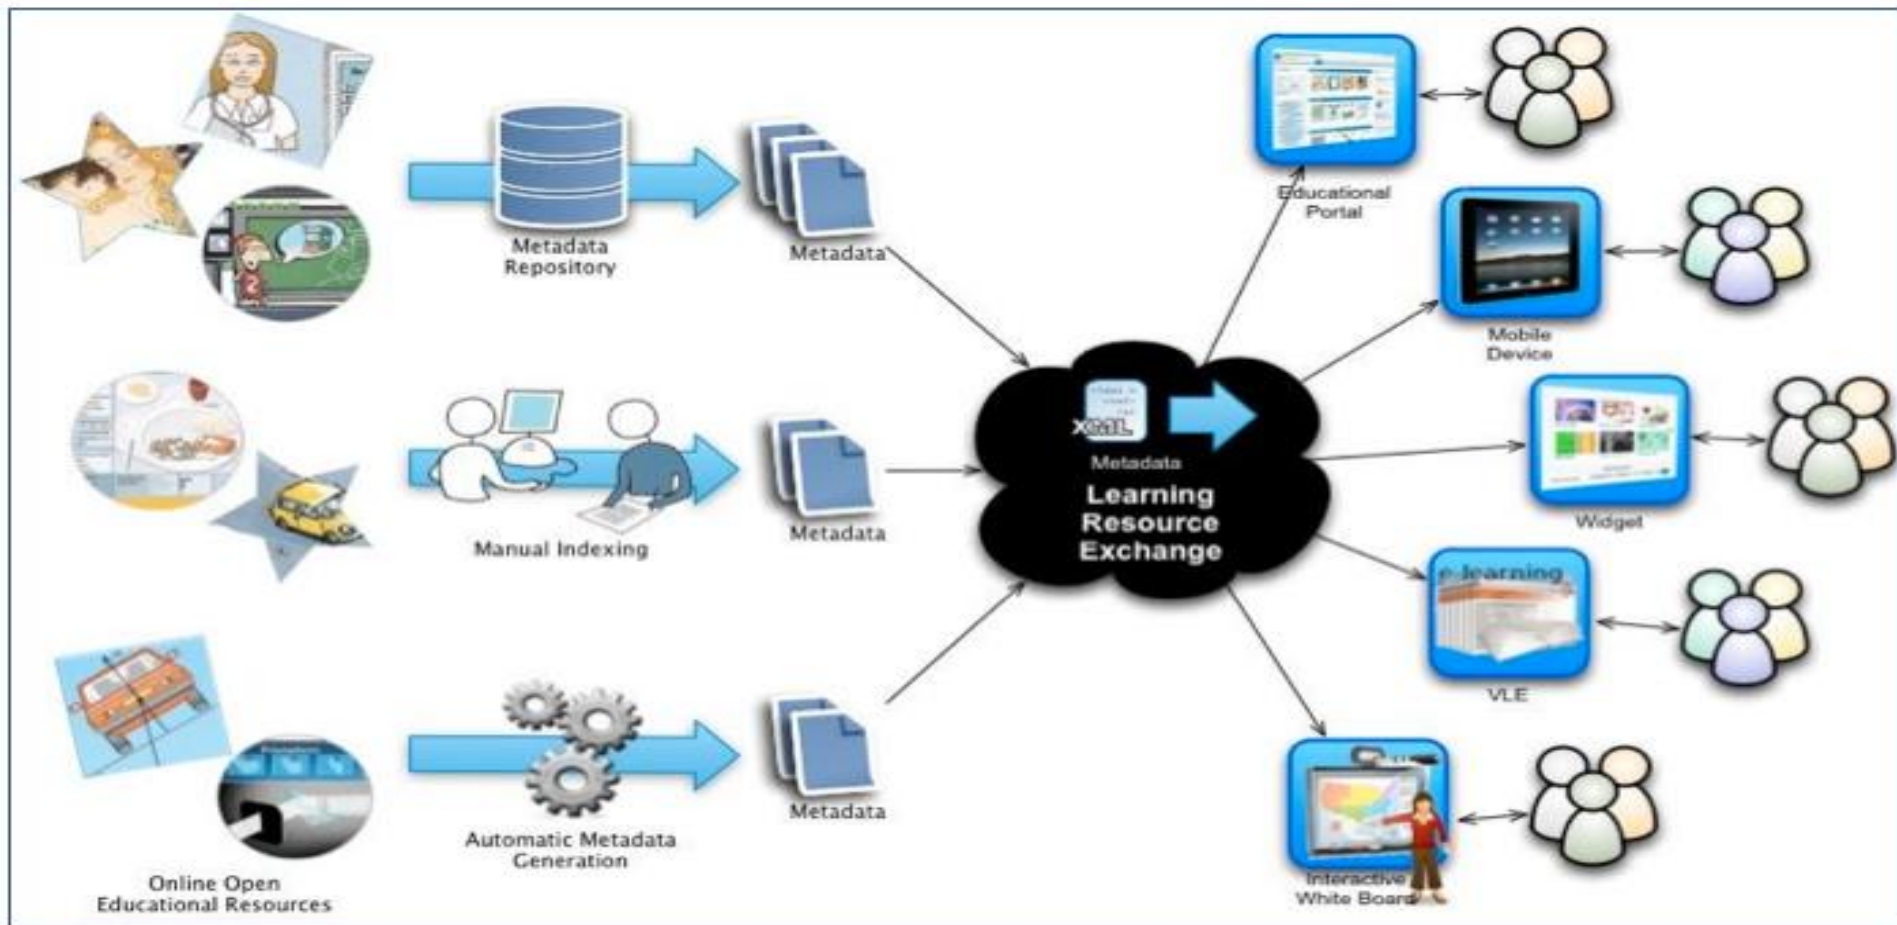 Metadata
Repository
Metadata
Manual Indexing
Metadata
Automatic Metadata
Generation
Metadata
Online Open
Educational Resources
XML
Metadata
Learning
Resource
Exchange
Educational
Portal
Mobile
Device
Widget
e-learning
VLE
Interactive
White Board